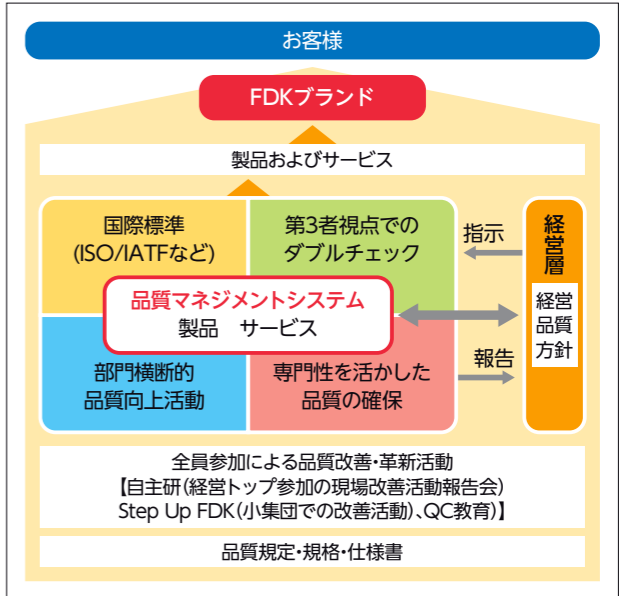 お客様
FDKブランド
製品およびサービス
国際標準
(ISO/IATFなど)
第3者視点での
ダブルチェック
品質マネジメントシステム
製品 サービス
部門横断的
品質向上活動
専門性を活かした
品質の確保
指示
報告
経営層
経営
品質
方針
全員参加による品質改善・革新活動
【自主研(経営トップ参加の現場改善活動報告会)
Step Up FDK(小集団での改善活動)、QC教育)】
品質規定・規格・仕様書